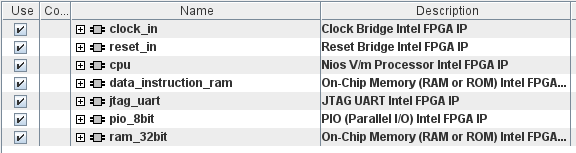 Use Co... Name Description
clock_in Clock Bridge Intel FPGA IP
reset_in Reset Bridge Intel FPGA IP
cpu Nios V/m Processor Intel FPGA IP
data_instruction_ram On-Chip Memory (RAM or ROM) Intel FPGA...
jtag_uart JTAG UART Intel FPGA IP
pio_8bit PIO (Parallel I/O) Intel FPGA IP
ram_32bit On-Chip Memory (RAM or ROM) Intel FPGA...